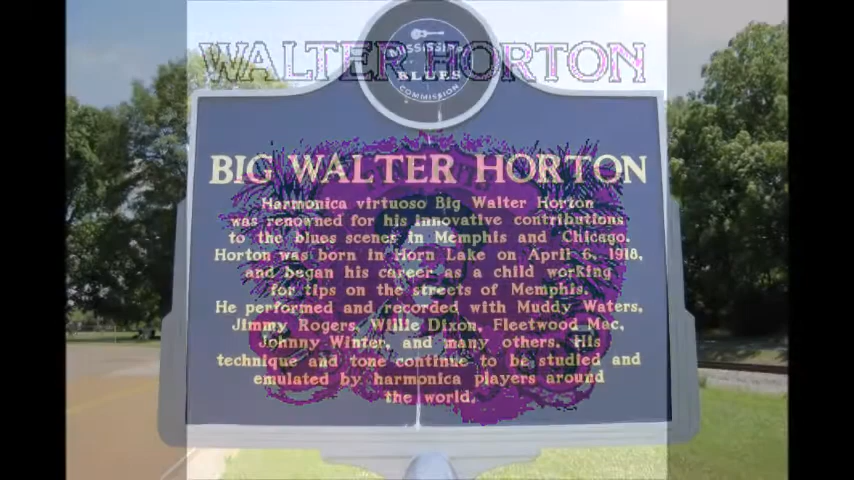 WALTER HORTON
MISSISSIPPI
BLUES
COMMISSION
BIG WALTER HORTON
Harmonica virtuoso Big Walter Horton
was renowned for his innovative contributions
to the blues scenes in Memphis and Chicago.
Horton was born in Horn Lake on April 6, 1918,
and began his career as a child working
for tips on the streets of Memphis.
He performed and recorded with Muddy Waters,
Jimmy Rogers, Willie Dixon, Fleetwood Mac,
Johnny Winter, and many others. His
technique and tone continue to be studied and
emulated by harmonica players around
the world.